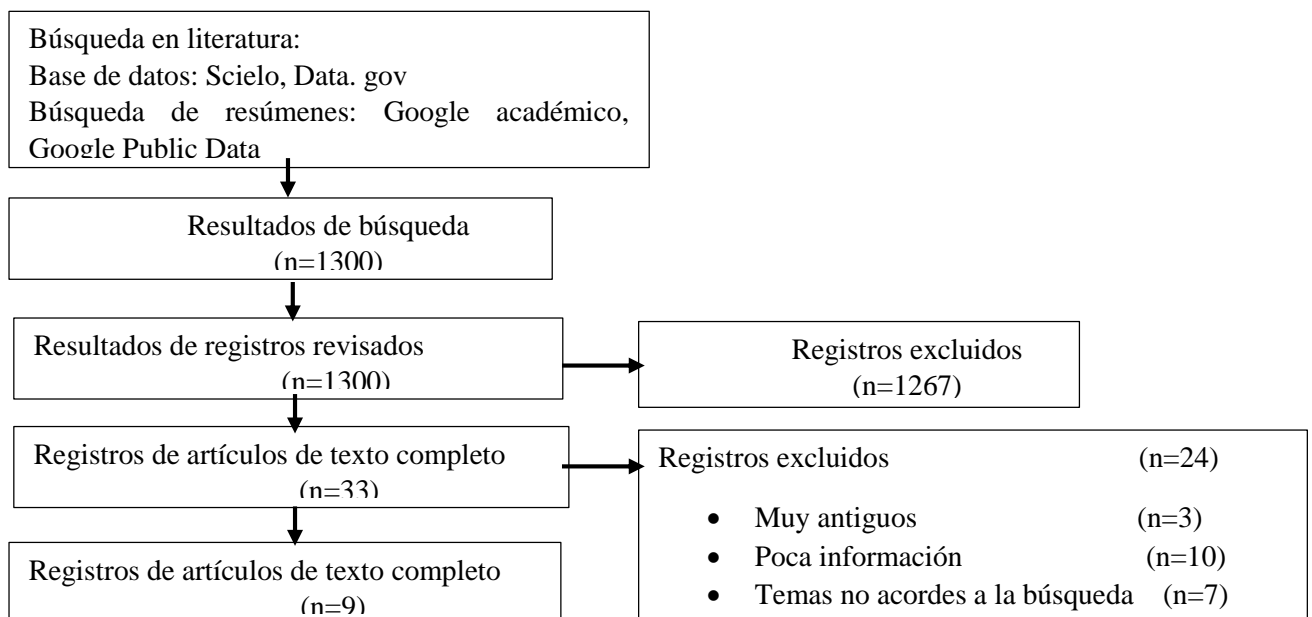 Búsqueda en literatura:
Base de datos: Scielo, Data. gov
Búsqueda de resúmenes: Google académico,
Google Public Data
Resultados de búsqueda
(n=1300)
Resultados de registros revisados
(n=1300)
Registros excluidos
(n=1267)
Registros de artículos de texto completo
(n=33)
Registros excluidos (n=24)
• Muy antiguos (n=3)
• Poca información (n=10)
• Temas no acordes a la búsqueda (n=7)
Registros de artículos de texto completo
(n=9)